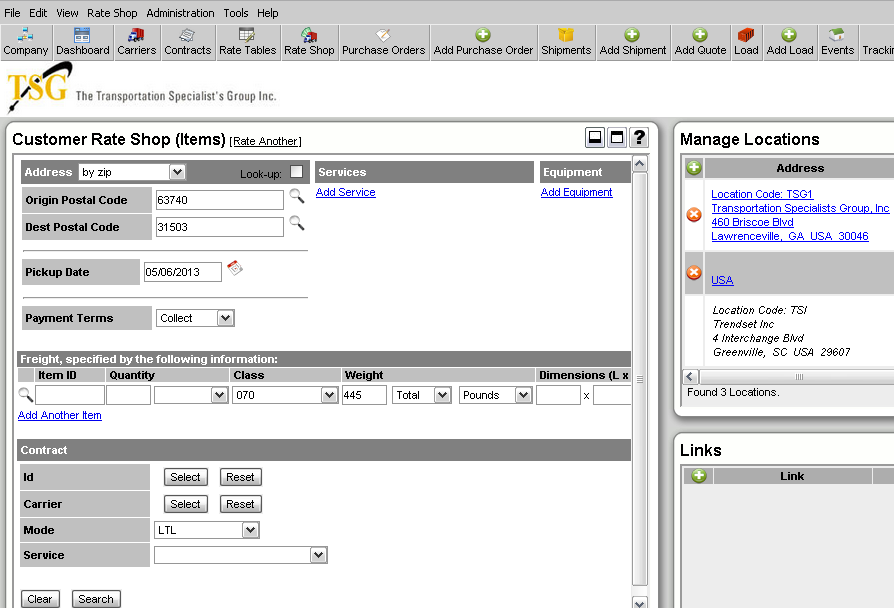 File Edit View Rate Shop Administration Tools Help
Company Dashboard Carriers Contracts Rate Tables Rate Shop Purchase Orders Add Purchase Order Shipments Add Shipment Add Quote Load Add Load Events Trackin
TSG The Transportation Specialist's Group Inc.
Customer Rate Shop (Items) [Rate Another]
Address by zip Look-up: Services Equipment
Add Service Add Equipment
Origin Postal Code 63740
Dest Postal Code 31503
Pickup Date 05/06/2013
Payment Terms Collect
Freight, specified by the following information:
Item ID Quantity Class Weight Dimensions (L x
070 445 Total Pounds x
Add Another Item
Contract
Id Select Reset
Carrier Select Reset
Mode LTL
Service
Clear Search
Manage Locations
Address
Location Code: TSG1
Transportation Specialists Group, Inc
460 Briscoe Blvd
Lawrenceville, GA USA 30046
USA
Location Code: TSI
Trendset Inc
4 Interchange Blvd
Greenville, SC USA 29607
Found 3 Locations.
Links
Link